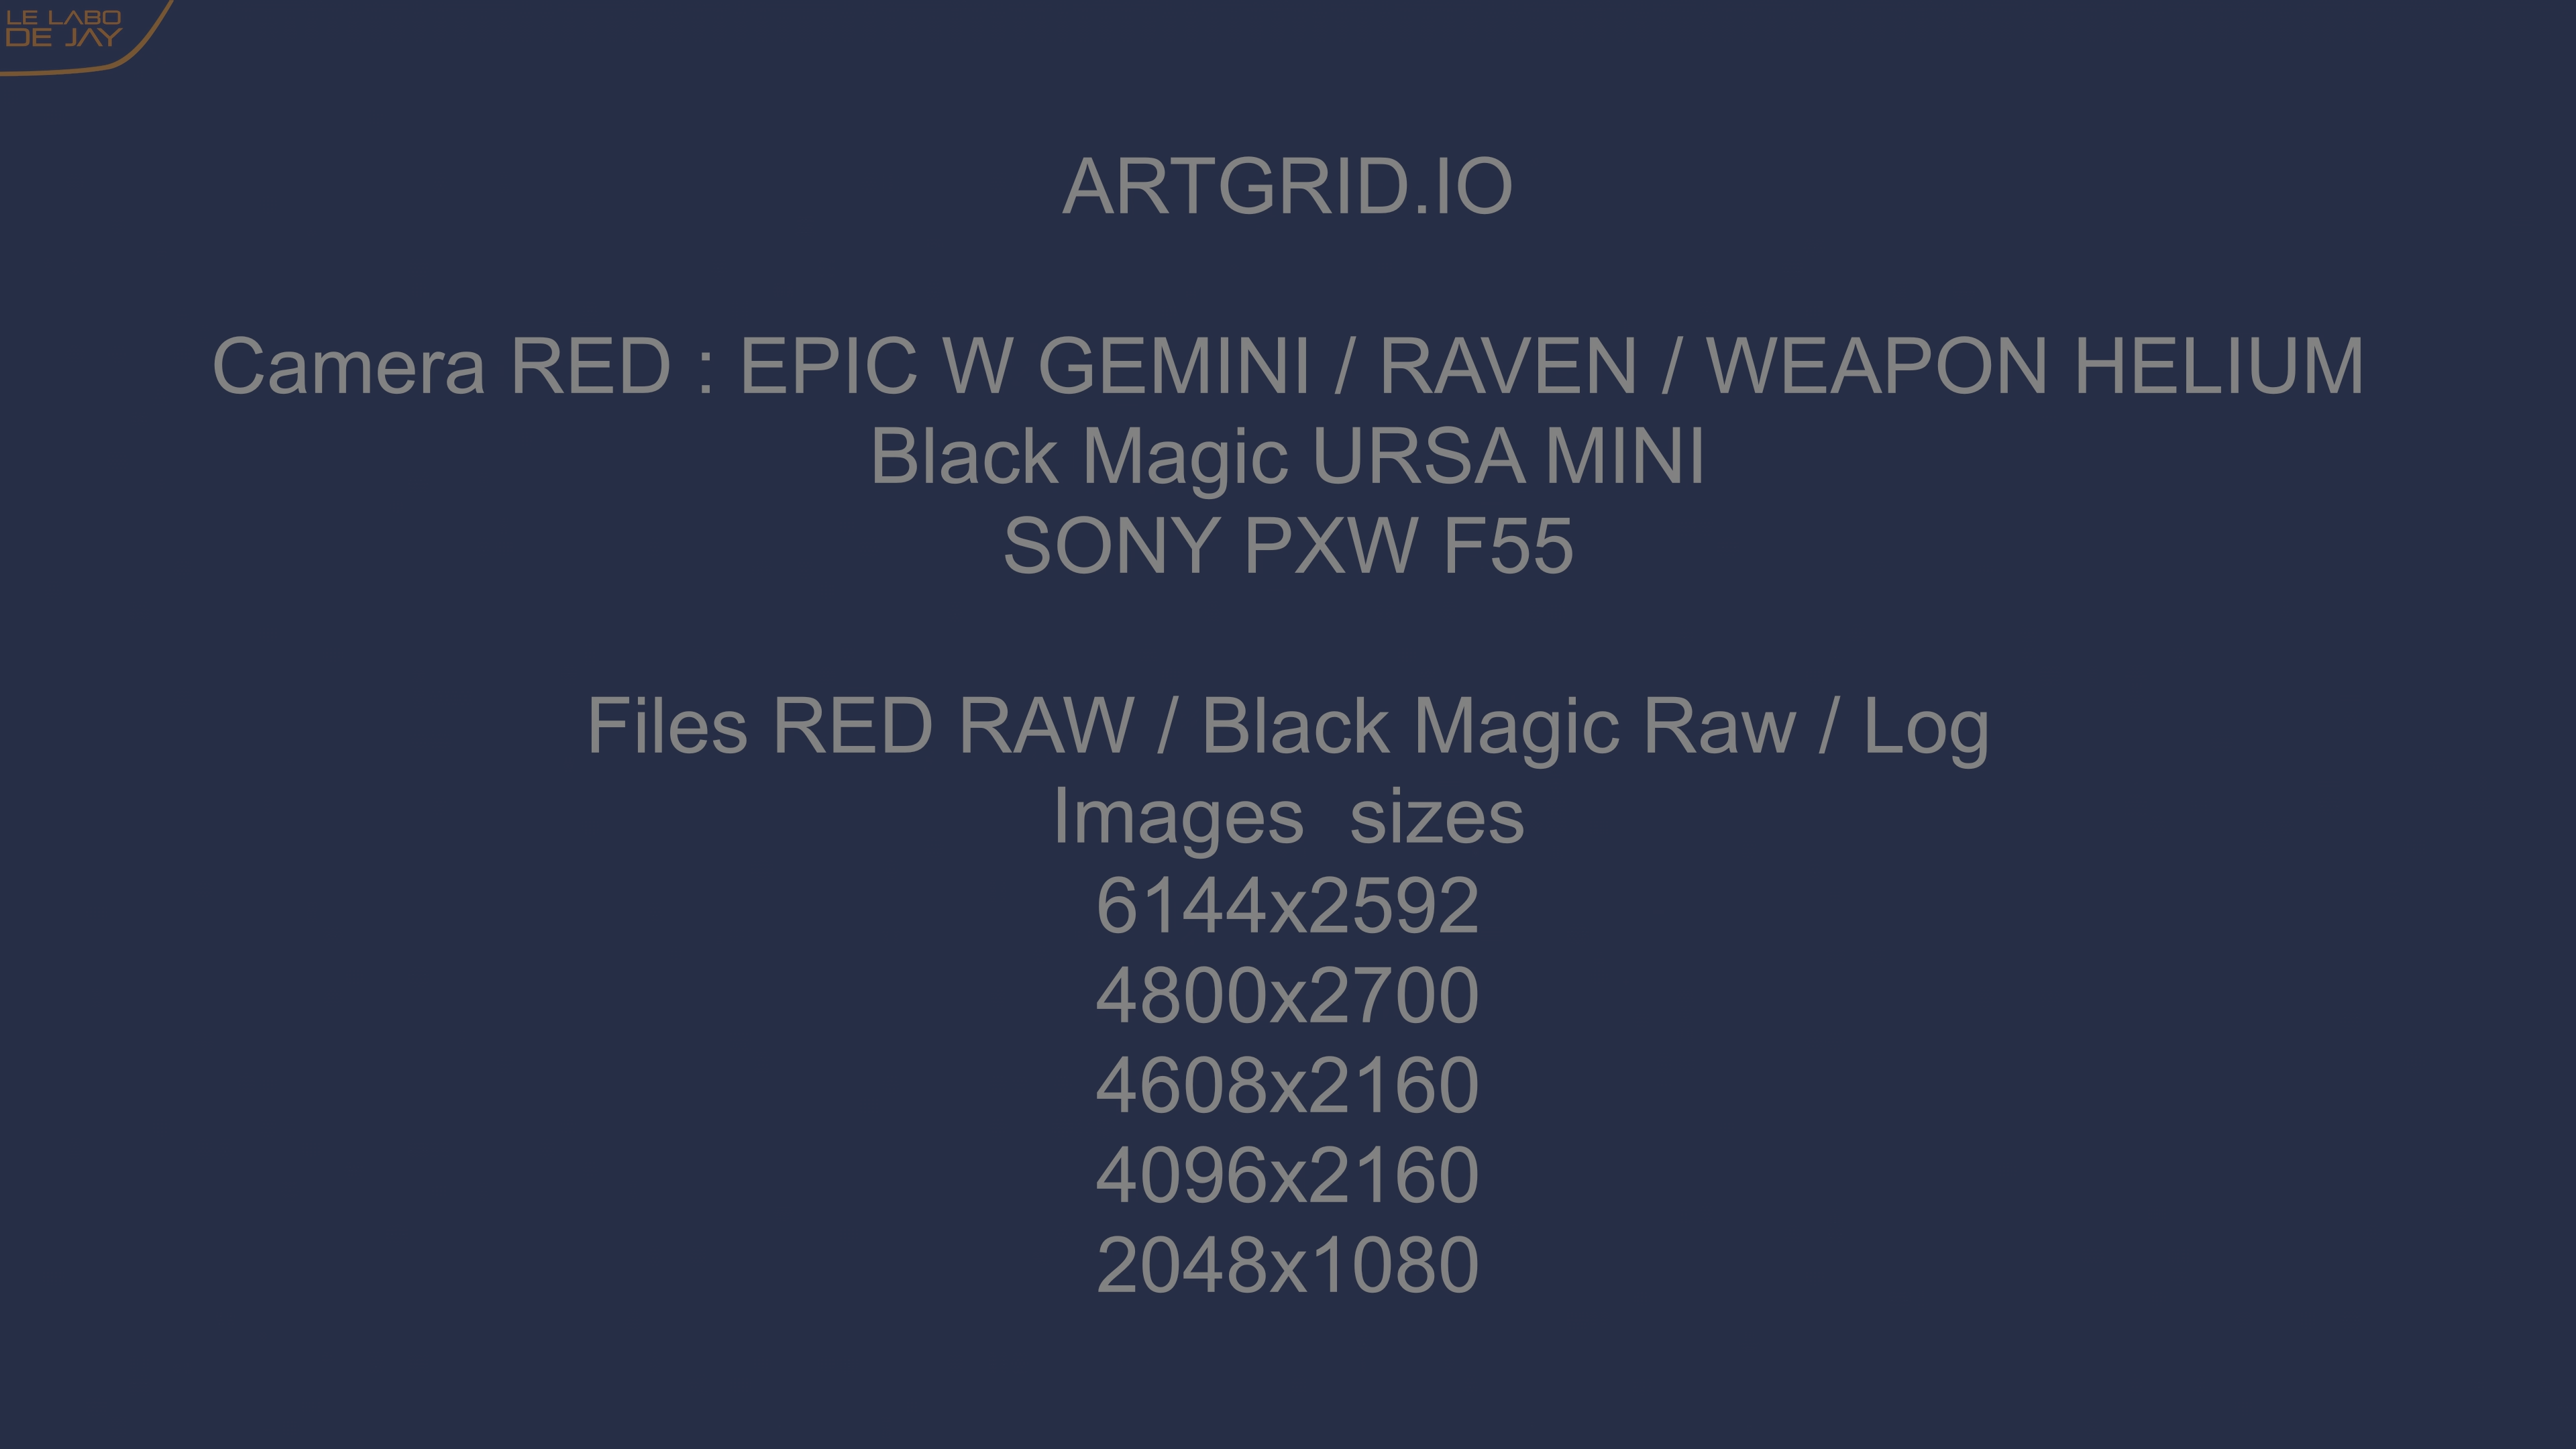 LE LABO
DE JAY
ARTGRID.IO
Camera RED : EPIC W GEMINI / RAVEN / WEAPON HELIUM
Black Magic URSA MINI
SONY PXW F55
Files RED RAW / Black Magic Raw / Log
Images  sizes
6144x2592
4800x2700
4608x2160
4096x2160
2048x1080